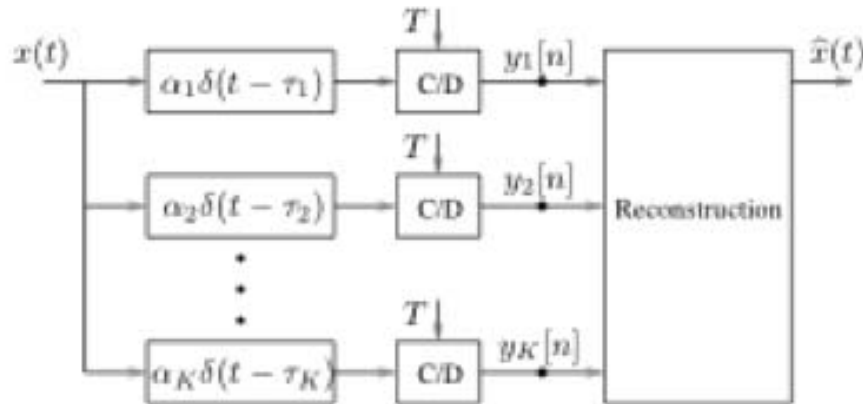 T
x(t) α₁δ(t − τ₁) C/D y₁[n] x̂(t)
T
α₂δ(t − τ₂) C/D y₂[n] Reconstruction
T
α_Kδ(t − τ_K) C/D y_K[n]